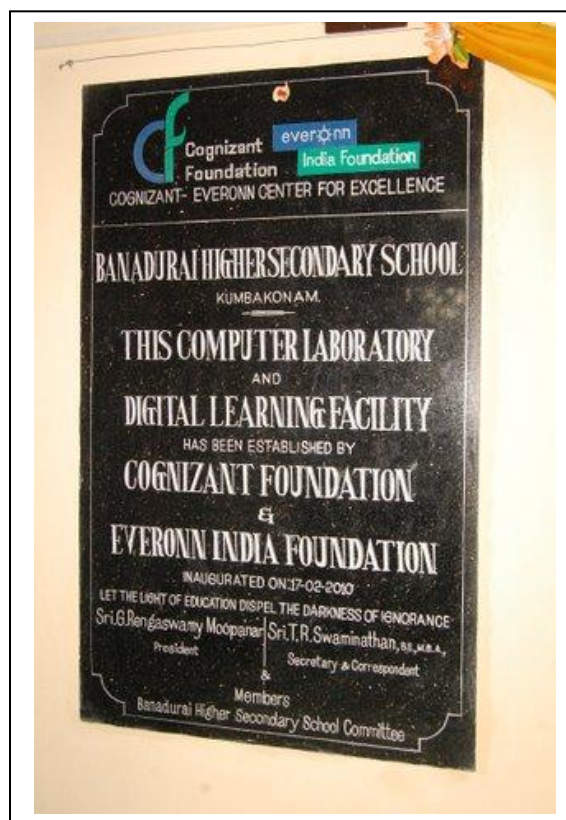 cf Cognizant Foundation
everonn
India Foundation
COGNIZANT- EVERONN CENTER FOR EXCELLENCE
BANADURAI HIGHER SECONDARY SCHOOL
KUMBAKONAM.
THIS COMPUTER LABORATORY
AND
DIGITAL LEARNING FACILITY
HAS BEEN ESTABLISHED BY
COGNIZANT FOUNDATION
&
EVERONN INDIA FOUNDATION
INAUGURATED ON:17-02-2010
LET THE LIGHT OF EDUCATION DISPEL THE DARKNESS OF IGNORANCE
Sri.G.Rengaswamy Moopanar
President
Sri.T.R.Swaminathan, B.E., M.B.A.,
Secretary & Correspondent
&
Members
Banadurai Higher Secondary School Committee